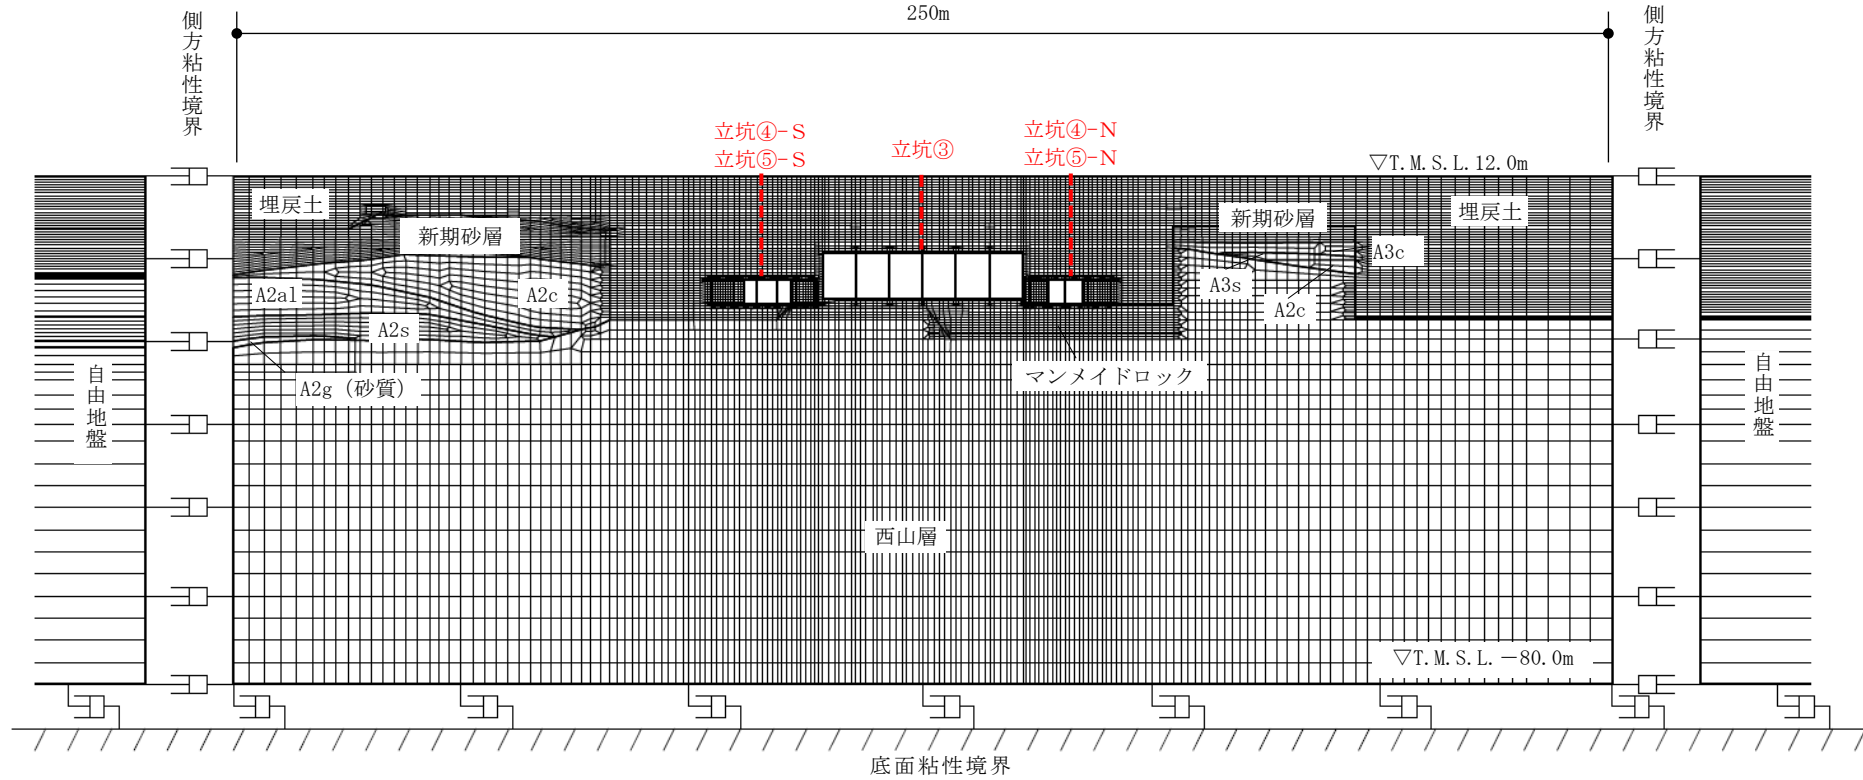 250m
側方粘性境界
側方粘性境界
立坑④-S
立坑⑤-S
立坑③
立坑④-N
立坑⑤-N
▽T.M.S.L.12.0m
埋戻土
新期砂層
新期砂層
埋戻土
A3c
A2al
A2c
A3s
A2c
A2s
A2g（砂質）
マンメイドロック
自由地盤
自由地盤
西山層
▽T.M.S.L.－80.0m
底面粘性境界